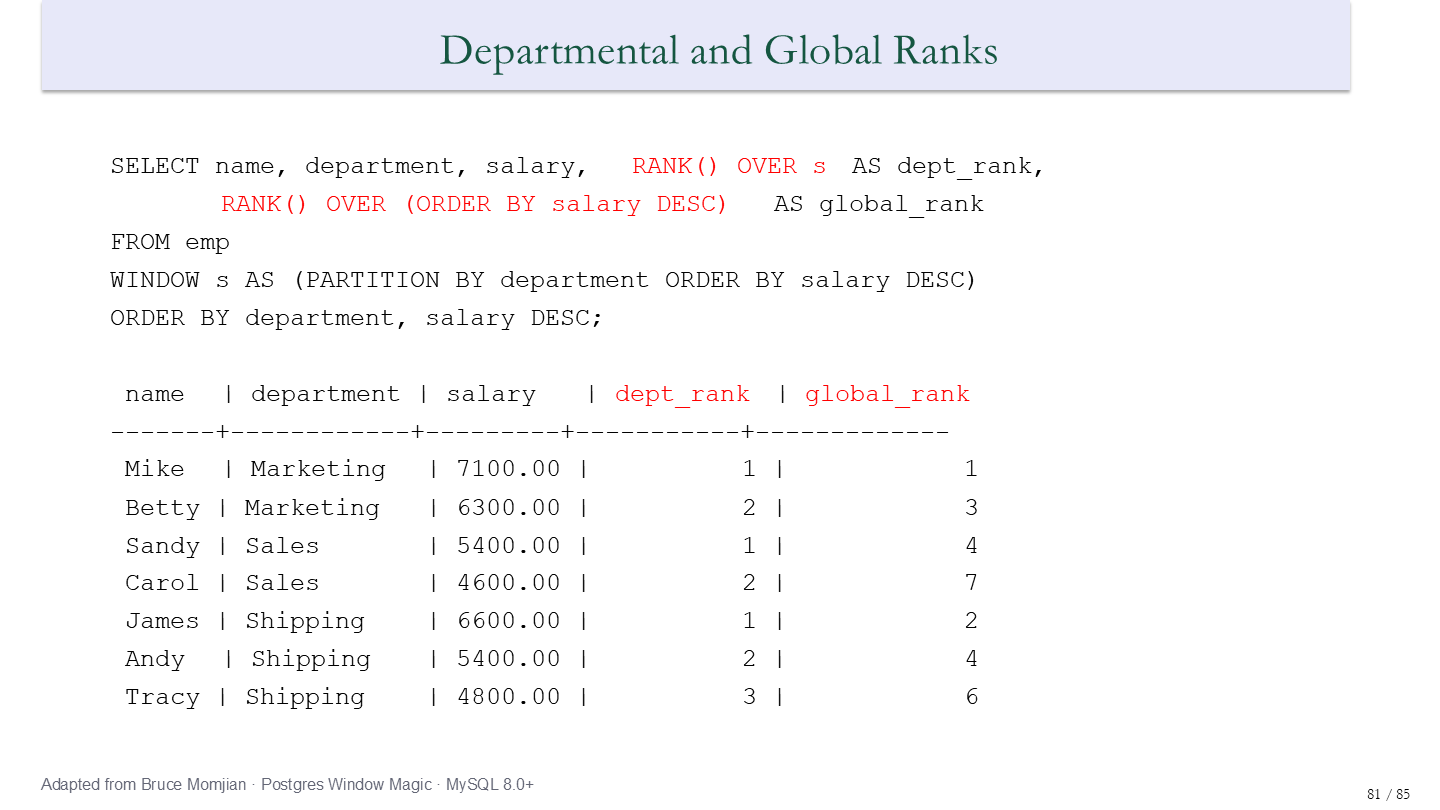 Departmental and Global Ranks
SELECT name, department, salary, RANK() OVER s AS dept_rank,
RANK() OVER (ORDER BY salary DESC) AS global_rank
FROM emp
WINDOW s AS (PARTITION BY department ORDER BY salary DESC)
ORDER BY department, salary DESC;
name | department | salary | dept_rank | global_rank
-------+------------+---------+-----------+-------------
Mike | Marketing | 7100.00 | 1 | 1
Betty | Marketing | 6300.00 | 2 | 3
Sandy | Sales | 5400.00 | 1 | 4
Carol | Sales | 4600.00 | 2 | 7
James | Shipping | 6600.00 | 1 | 2
Andy | Shipping | 5400.00 | 2 | 4
Tracy | Shipping | 4800.00 | 3 | 6
Adapted from Bruce Momjian · Postgres Window Magic · MySQL 8.0+
81 / 85